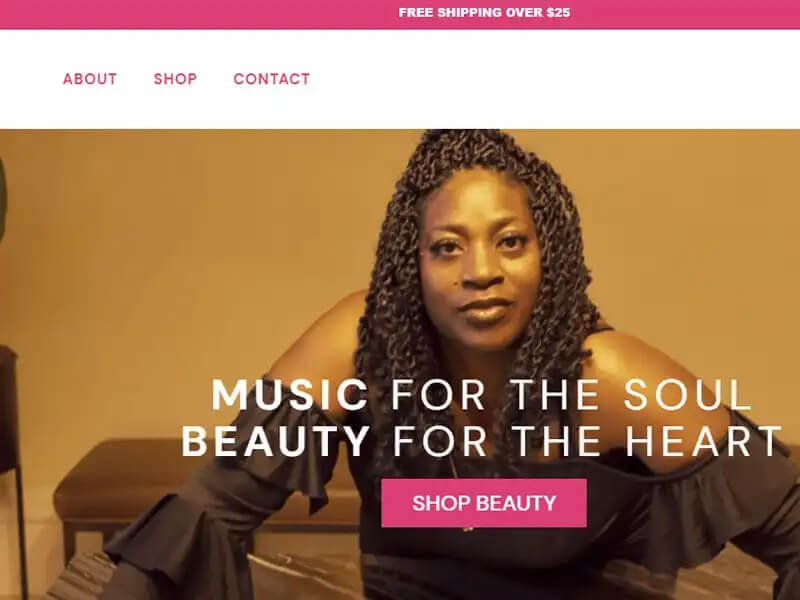 FREE SHIPPING OVER $25
ABOUT SHOP CONTACT
MUSIC FOR THE SOUL
BEAUTY FOR THE HEART
SHOP BEAUTY